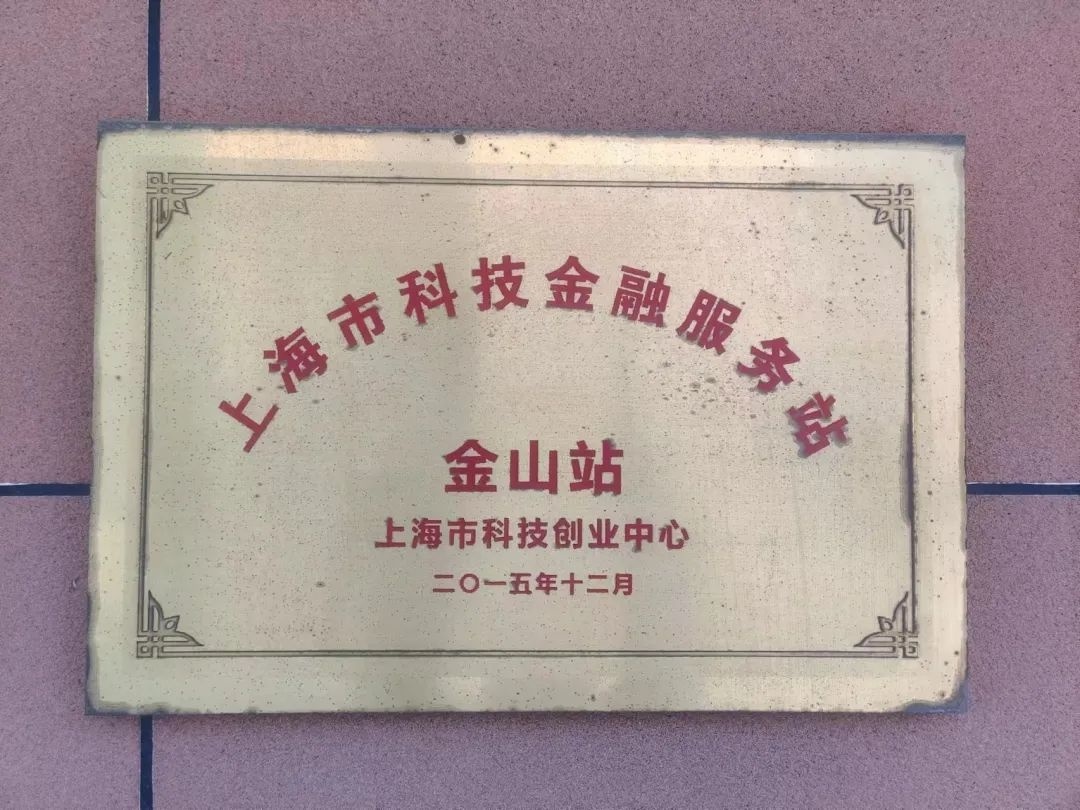 上海市科技金融服务站
金山站
上海市科技创业中心
二〇一五年十二月